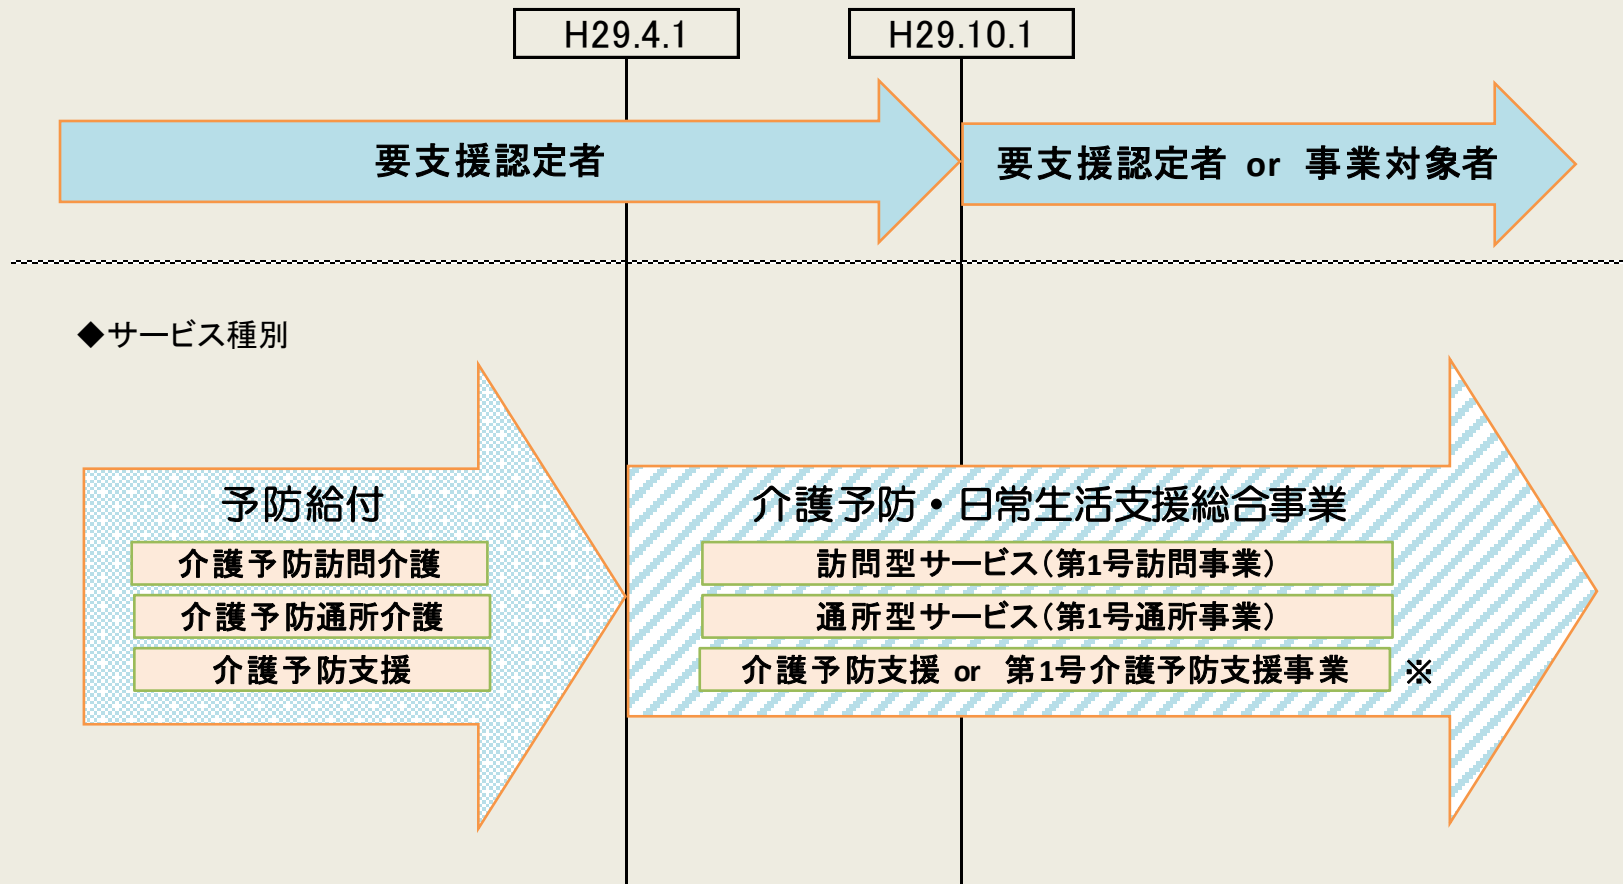 H29.4.1
H29.10.1
要支援認定者
要支援認定者 or 事業対象者
◆サービス種別
予防給付
介護予防訪問介護
介護予防通所介護
介護予防支援
介護予防・日常生活支援総合事業
訪問型サービス(第1号訪問事業)
通所型サービス(第1号通所事業)
介護予防支援 or 第1号介護予防支援事業 ※